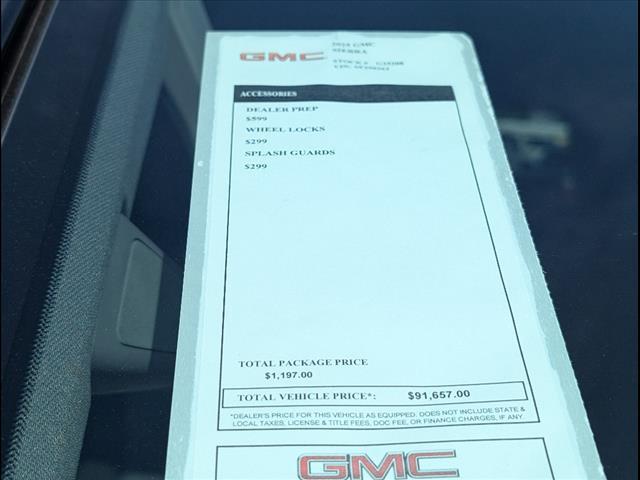 GMC
2025 GMC
SIERRA
STOCK #
ACCESSORIES
DEALER PREP
$599
WHEEL LOCKS
$299
SPLASH GUARDS
$299
TOTAL PACKAGE PRICE
$1,197.00
TOTAL VEHICLE PRICE*: $91,657.00
*DEALER'S PRICE FOR THIS VEHICLE AS EQUIPPED. DOES NOT INCLUDE STATE &
LOCAL TAXES, LICENSE & TITLE FEES, DOC FEE, OR FINANCE CHARGES, IF ANY.
GMC